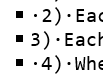 ▪ ·2)·Eac
▪ 3)·Each
▪ ·4)·Whe